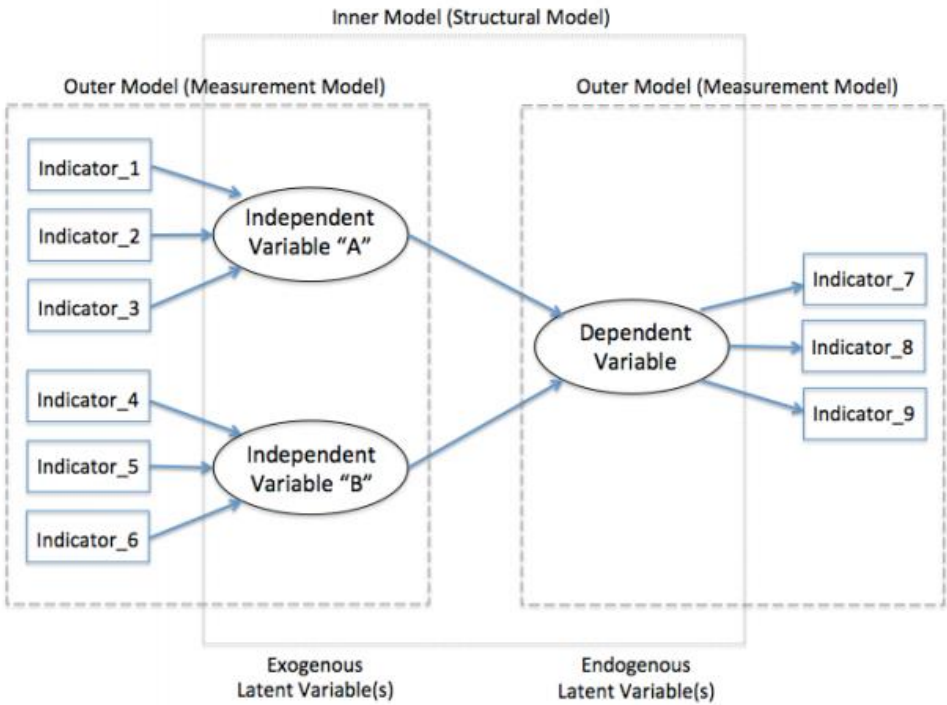 Inner Model (Structural Model)
Outer Model (Measurement Model)
Outer Model (Measurement Model)
Indicator_1
Indicator_2
Indicator_3
Independent
Variable “A”
Indicator_4
Indicator_5
Indicator_6
Independent
Variable “B”
Dependent
Variable
Indicator_7
Indicator_8
Indicator_9
Exogenous
Latent Variable(s)
Endogenous
Latent Variable(s)